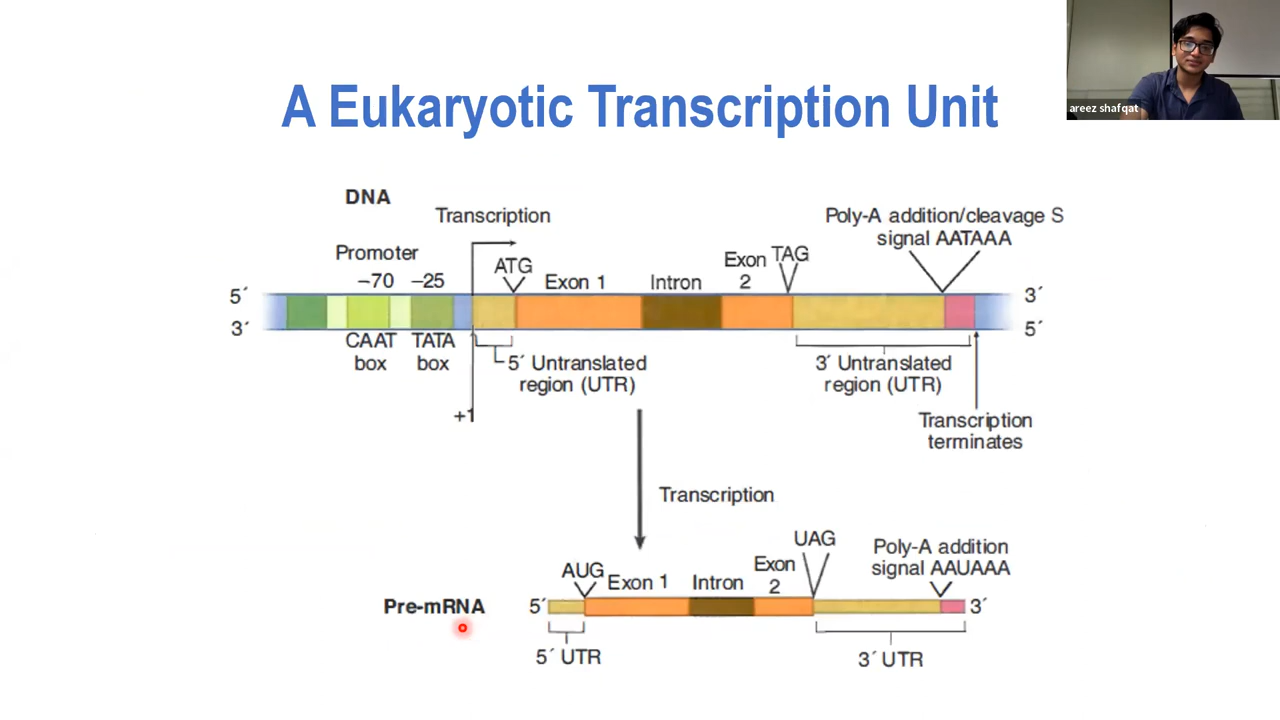 areez shafqat
A Eukaryotic Transcription Unit
DNA
Transcription
Poly-A addition/cleavage S
signal AATAAA
Promoter
-70 -25
ATG
Exon 1
Intron
Exon
2
TAG
5´
3´
3´
5´
CAAT
box
TATA
box
5´ Untranslated
region (UTR)
3´ Untranslated
region (UTR)
+1
Transcription
terminates
Transcription
Pre-mRNA
5´
AUG
Exon 1
Intron
Exon
2
UAG
Poly-A addition
signal AAUAAA
3´
5´ UTR
3´ UTR